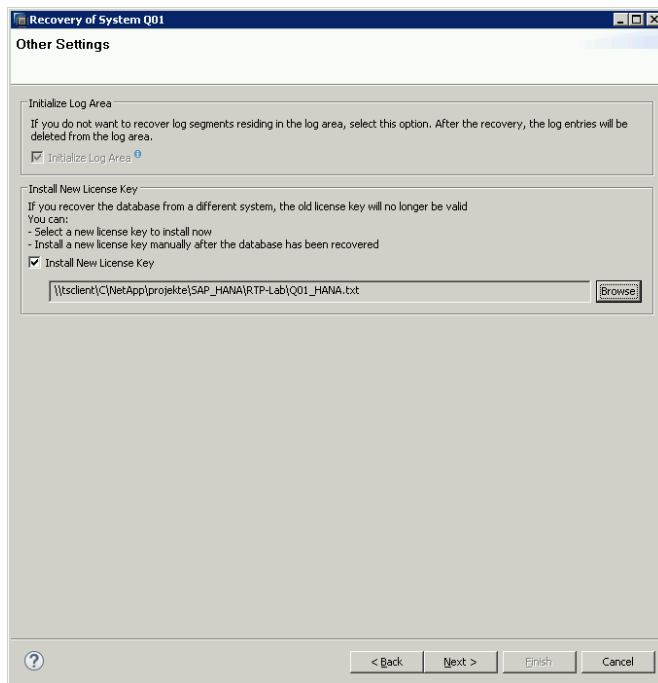 Recovery of System Q01
Other Settings
Initialize Log Area
If you do not want to recover log segments residing in the log area, select this option. After the recovery, the log entries will be
deleted from the log area.
Initialize Log Area
Install New License Key
If you recover the database from a different system, the old license key will no longer be valid
You can:
- Select a new license key to install now
- Install a new license key manually after the database has been recovered
Install New License Key
\\tsclient\C\NetApp\projekte\SAP_HANA\RTP-Lab\Q01_HANA.txt
Browse
< Back
Next >
Finish
Cancel